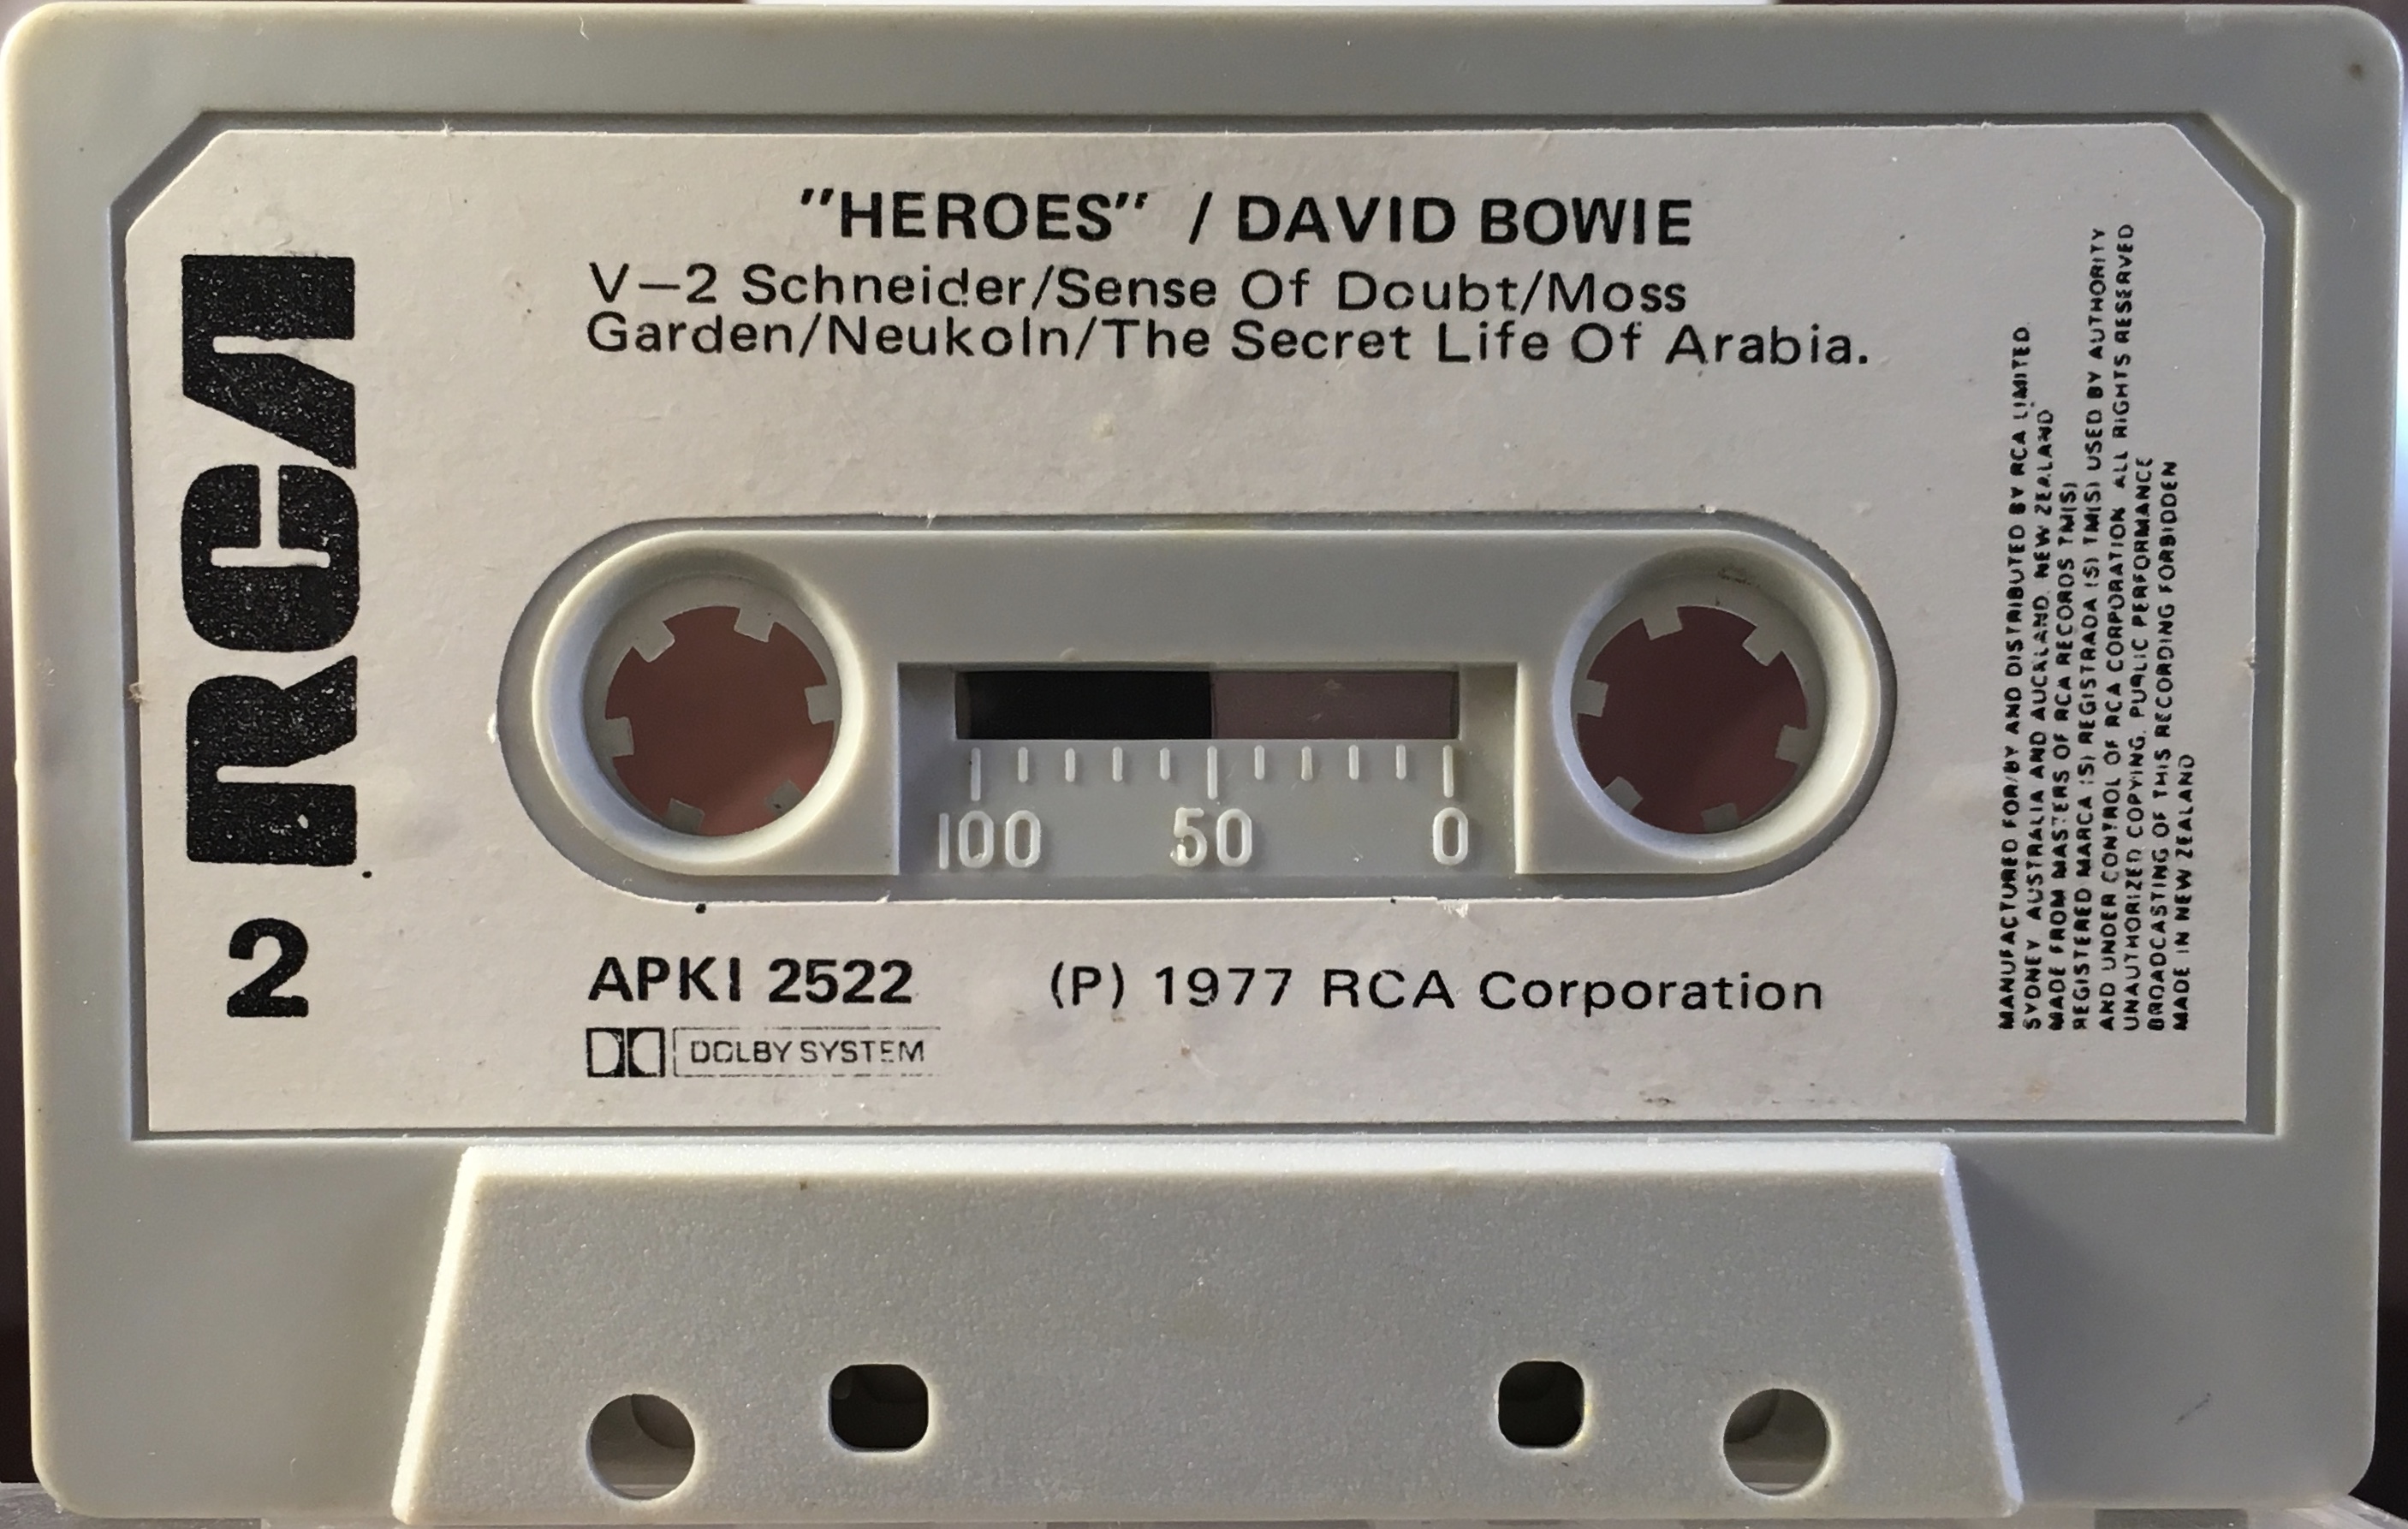 "HEROES" / DAVID BOWIE
V—2 Schneider/Sense Of Doubt/Moss
Garden/Neukoln/The Secret Life Of Arabia.
RCA
2
100 50 0
APKI 2522 (P) 1977 RCA Corporation
DOLBY SYSTEM
MANUFACTURED FOR/BY AND DISTRIBUTED BY RCA LIMITED.
SYDNEY AUSTRALIA AND AUCKLAND, NEW ZEALAND
MADE FROM MASTERS OF RCA RECORDS TM(S)
REGISTERED MARCA (S) REGISTRADA (S) TM(S) USED BY AUTHORITY
AND UNDER CONTROL OF RCA CORPORATION. ALL RIGHTS RESERVED
UNAUTHORIZED COPYING, PUBLIC PERFORMANCE
BROADCASTING OF THIS RECORDING FORBIDDEN
MADE IN NEW ZEALAND